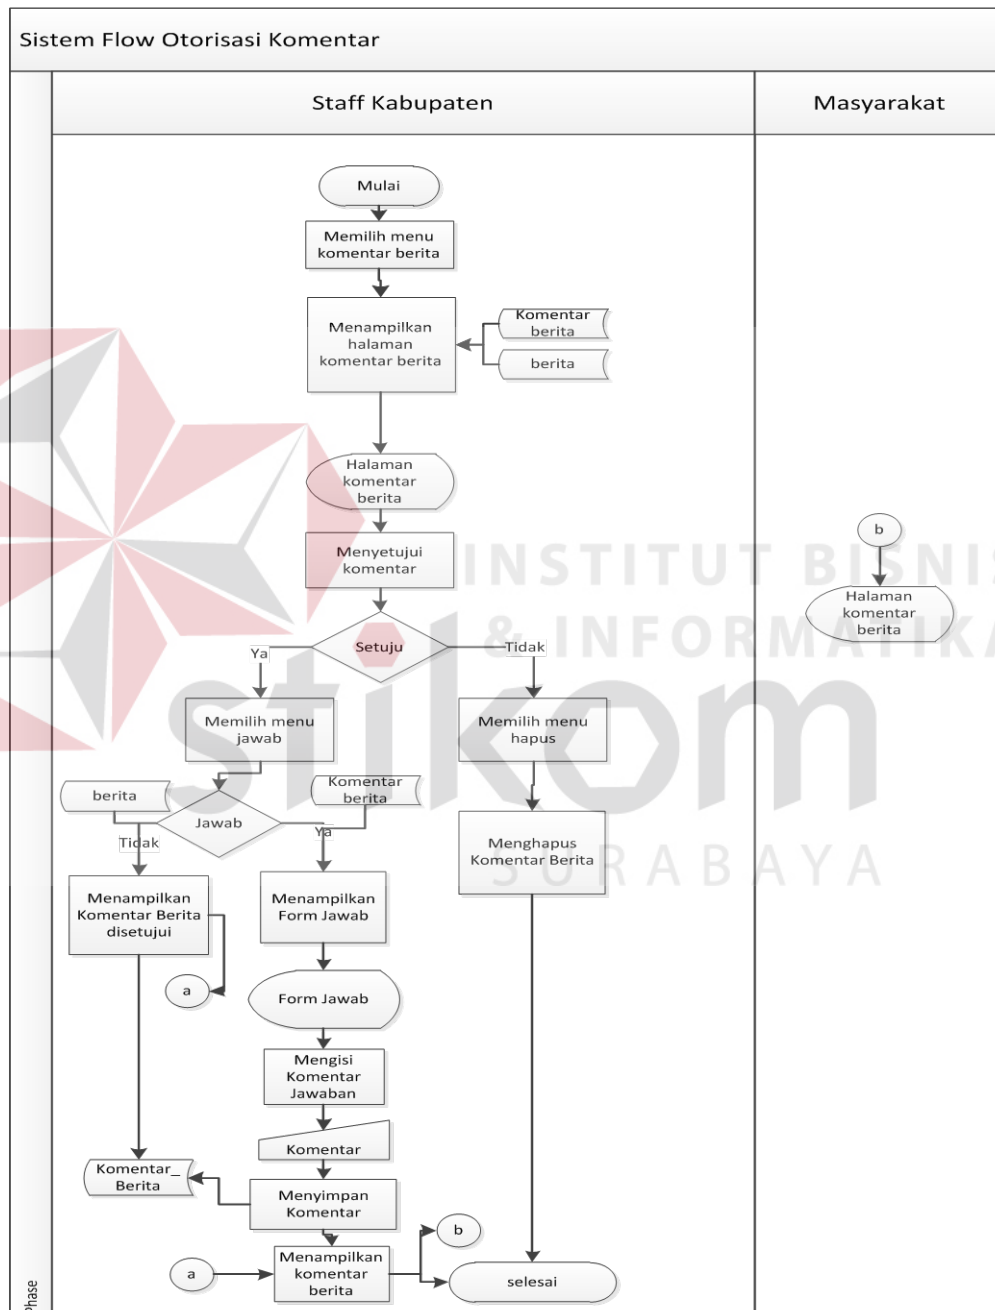 Sistem Flow Otorisasi Komentar
Staff Kabupaten
Masyarakat
Mulai
Memilih menu
komentar berita
Menampilkan
halaman
komentar berita
Komentar
berita
berita
Halaman
komentar
berita
Menyetujui
komentar
b
Halaman
komentar
berita
INSTITUT BISNIS
& INFORMATIKA
stikom
SURABAYA
Setuju
Ya
Tidak
Memilih menu
jawab
Memilih menu
hapus
berita
Jawab
Komentar
berita
Tidak
Ya
Menghapus
Komentar Berita
Menampilkan
Komentar Berita
disetujui
Menampilkan
Form Jawab
a
Form Jawab
Mengisi
Komentar
Jawaban
Komentar
Komentar_
Berita
Menyimpan
Komentar
b
a
Menampilkan
komentar
berita
selesai
Phase